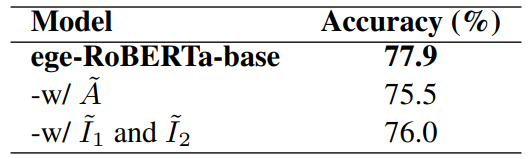 Model Accuracy (%)
ege-RoBERTa-base 77.9
-w/ Ã 75.5
-w/ Ĩ₁ and Ĩ₂ 76.0